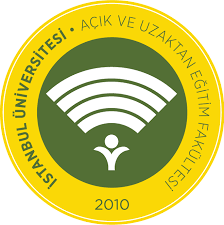 İSTANBUL ÜNİVERSİTESİ • AÇIK VE UZAKTAN EĞİTİM FAKÜLTESİ
2010